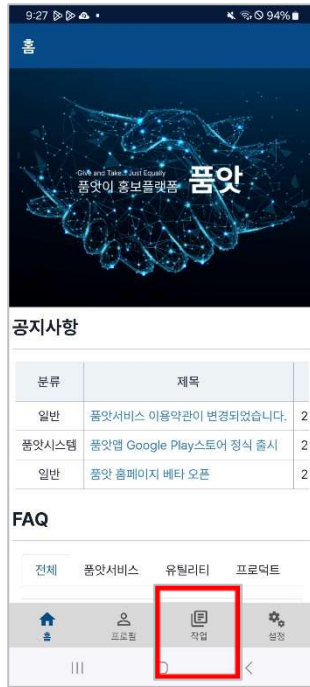 9:27
94%
홈
Give and Take.. Just Equally
품앗이 홍보플랫폼 품앗
공지사항
분류 제목
일반 품앗서비스 이용약관이 변경되었습니다. 2
품앗시스템 품앗앱 Google Play스토어 정식 출시 2
일반 품앗 홈페이지 베타 오픈 2
FAQ
전체 품앗서비스 유틸리티 프로덕트
홈 프로필 작업 설정